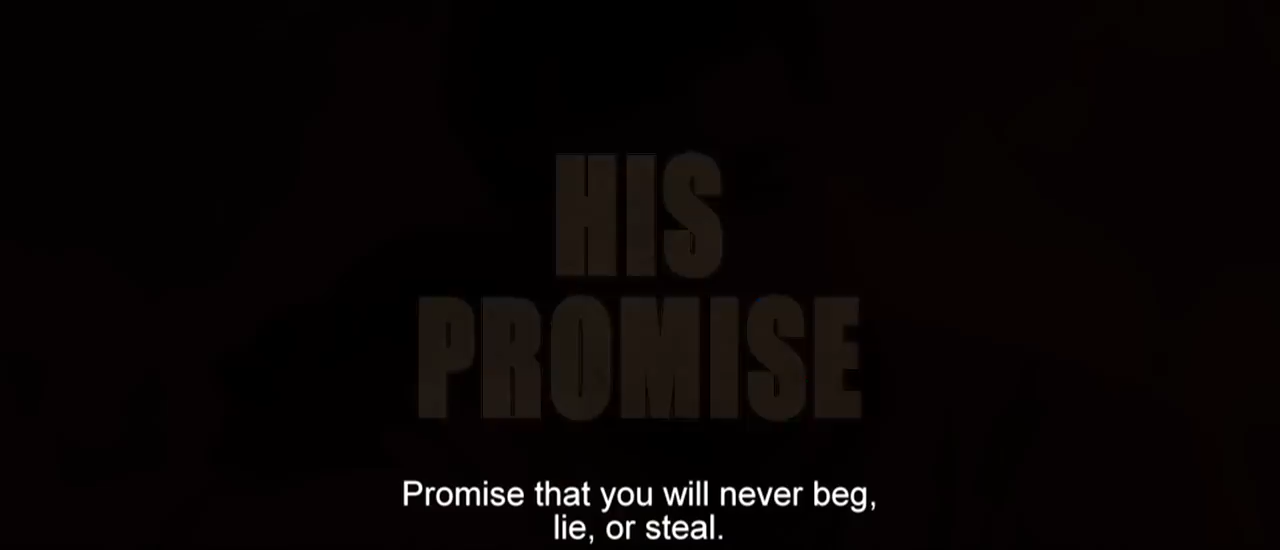 HIS
PROMISE
Promise that you will never beg,
lie, or steal.